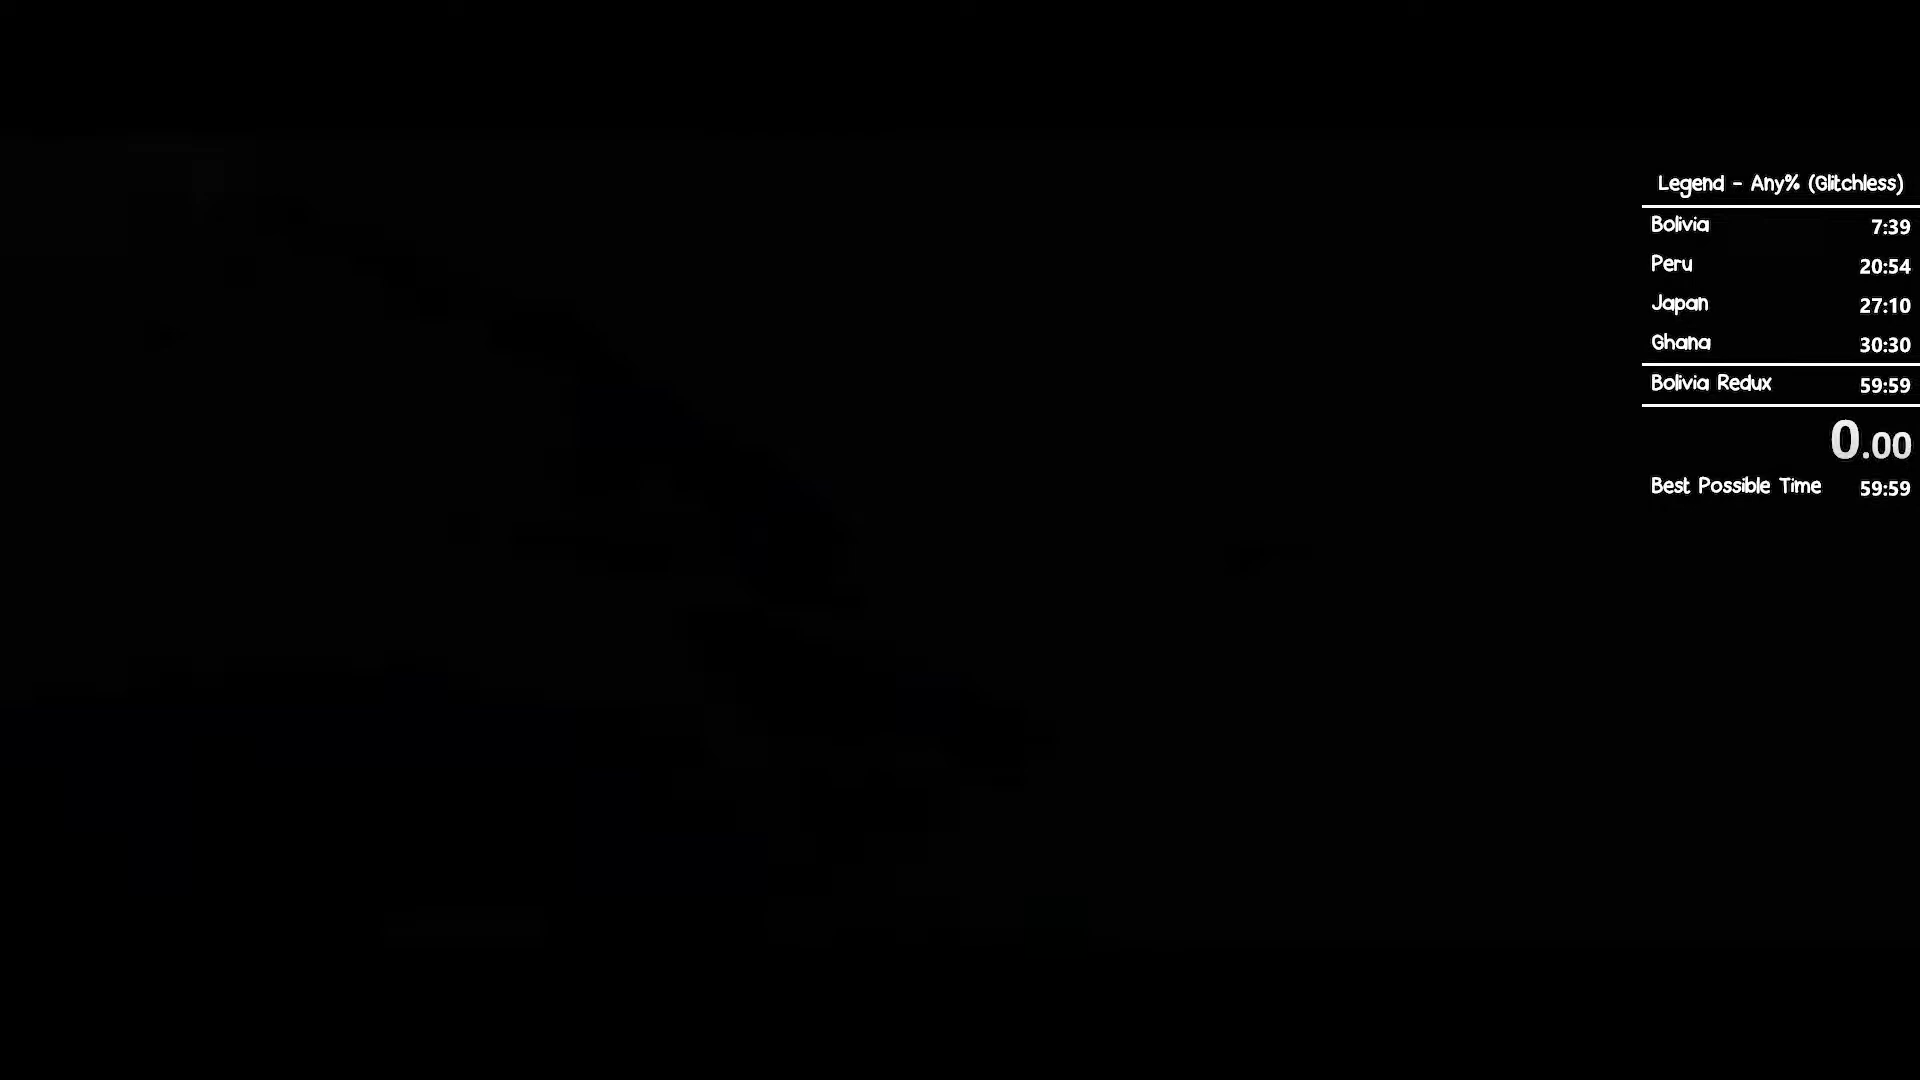 Legend - Any% (Glitchless)
Bolivia 7:39
Peru 20:54
Japan 27:10
Ghana 30:30
Bolivia Redux 59:59
0.00
Best Possible Time 59:59